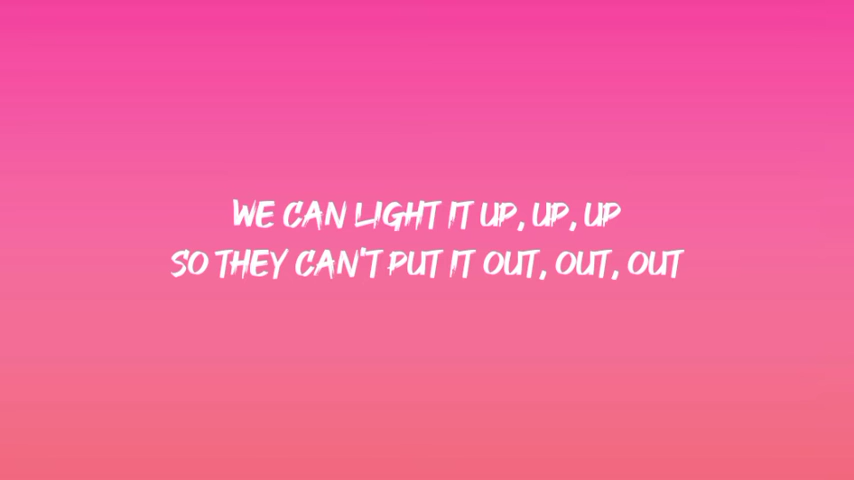 WE CAN LIGHT IT UP, UP, UP
SO THEY CAN'T PUT IT OUT, OUT, OUT